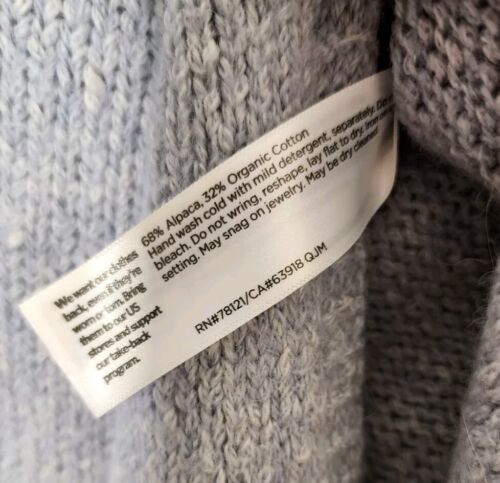 68% Alpaca, 32% Organic Cotton
Hand wash cold with mild detergent, separately. Do
bleach. Do not wring, reshape, lay flat to dry. Iron
setting. May snag on jewelry. May be dry cleaned
RN#78121/CA#63918 QJM
We want our clothes
back, even if they're
worn or torn. Bring
them to our US
stores and support
our take-back
program.